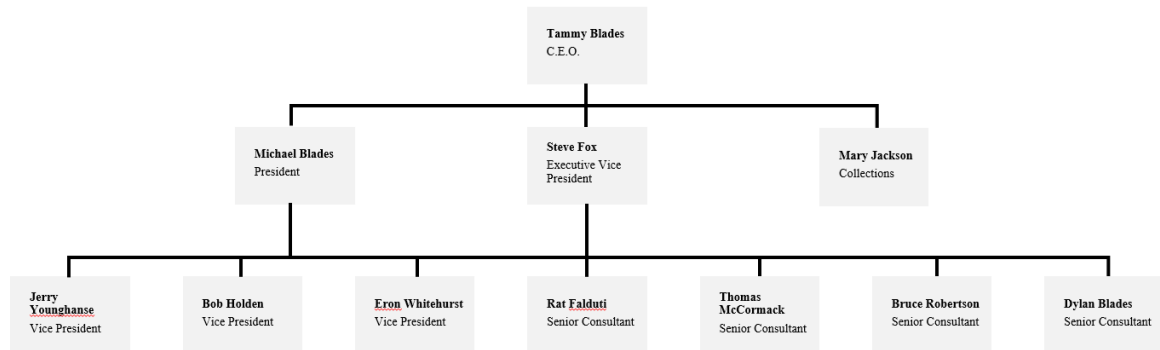 Tammy Blades
C.E.O.
Michael Blades
President
Steve Fox
Executive Vice
President
Mary Jackson
Collections
Jerry
Younghanse
Vice President
Bob Holden
Vice President
Eron Whitehurst
Vice President
Rat Falduti
Senior Consultant
Thomas
McCormack
Senior Consultant
Bruce Robertson
Senior Consultant
Dylan Blades
Senior Consultant